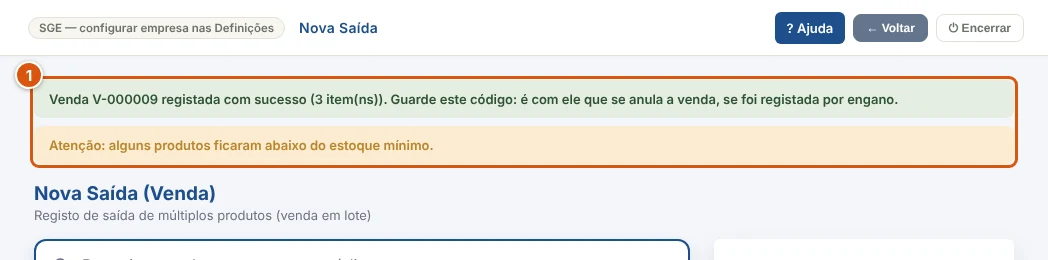 SGE — configurar empresa nas Definições
Nova Saída
? Ajuda
← Voltar
Encerrar
1
Venda V-000009 registada com sucesso (3 item(ns)). Guarde este código: é com ele que se anula a venda, se foi registada por engano.
Atenção: alguns produtos ficaram abaixo do estoque mínimo.
Nova Saída (Venda)
Registo de saída de múltiplos produtos (venda em lote)